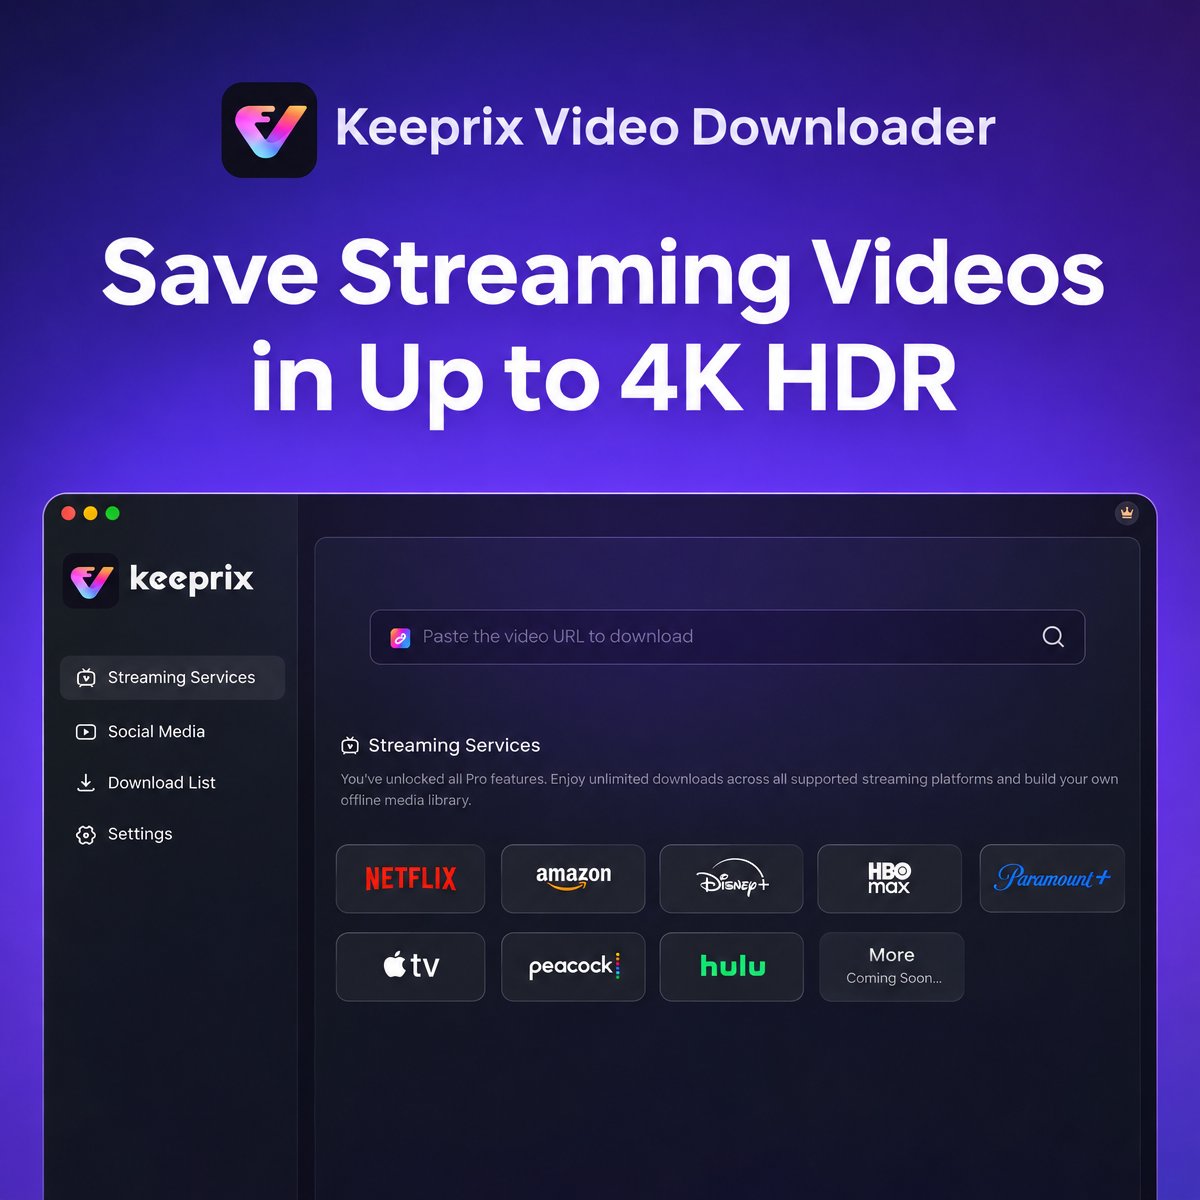 Keeprix Video Downloader
Save Streaming Videos
in Up to 4K HDR
keeprix
Streaming Services
Social Media
Download List
Settings
Paste the video URL to download
Streaming Services
You've unlocked all Pro features. Enjoy unlimited downloads across all supported streaming platforms and build your own
offline media library.
NETFLIX
amazon
Disney+
HBO
max
Paramount+
tv
peacock
hulu
More
Coming Soon...